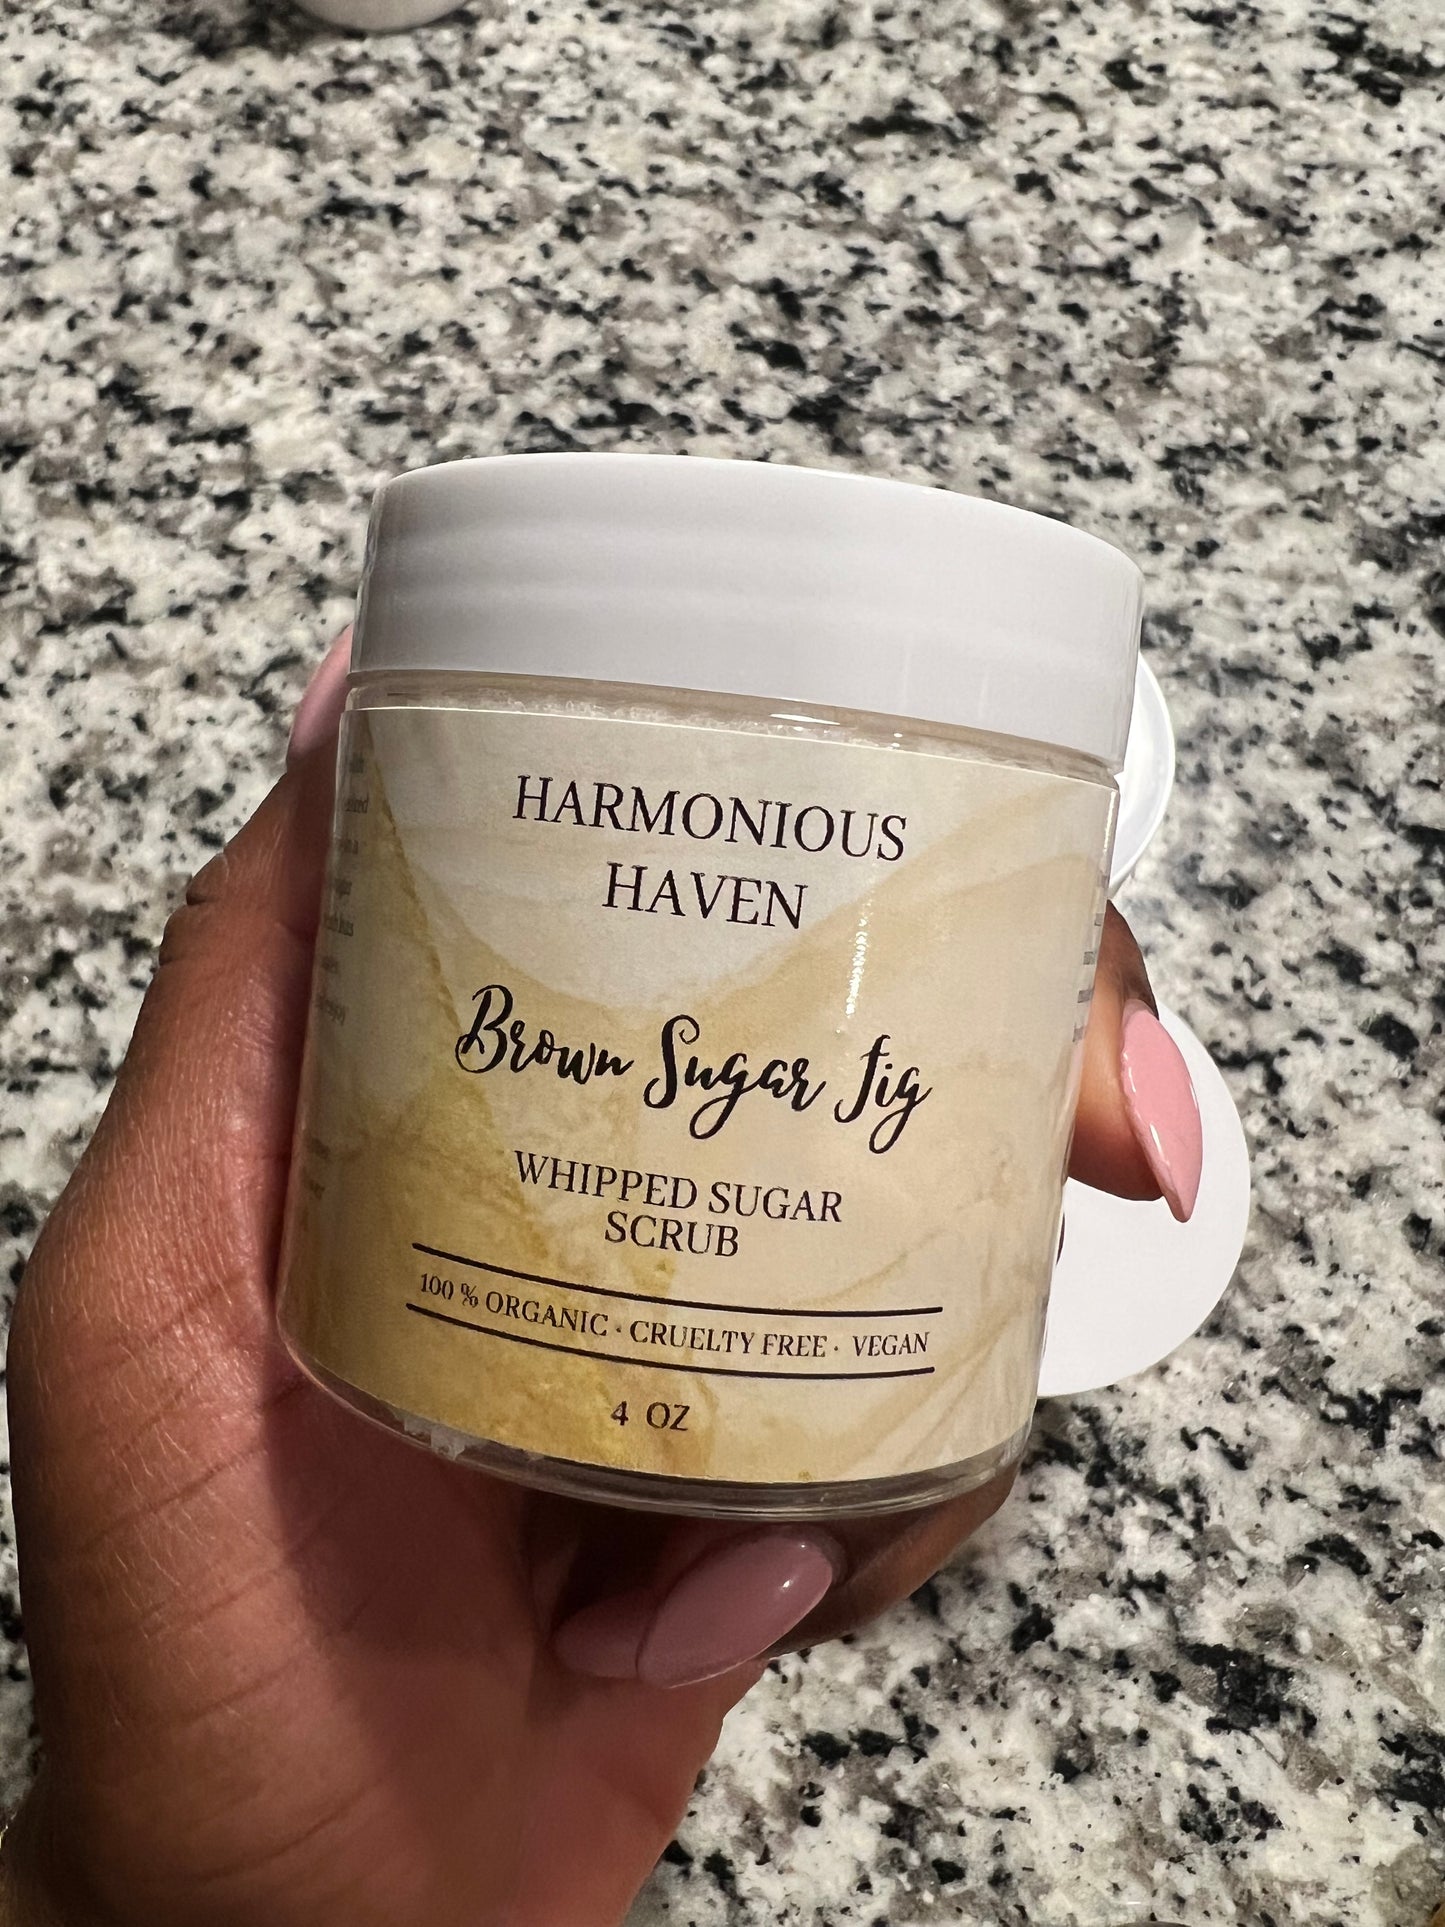 HARMONIOUS
HAVEN
Brown Sugar Fig
WHIPPED SUGAR
SCRUB
100 % ORGANIC · CRUELTY FREE · VEGAN
4 OZ